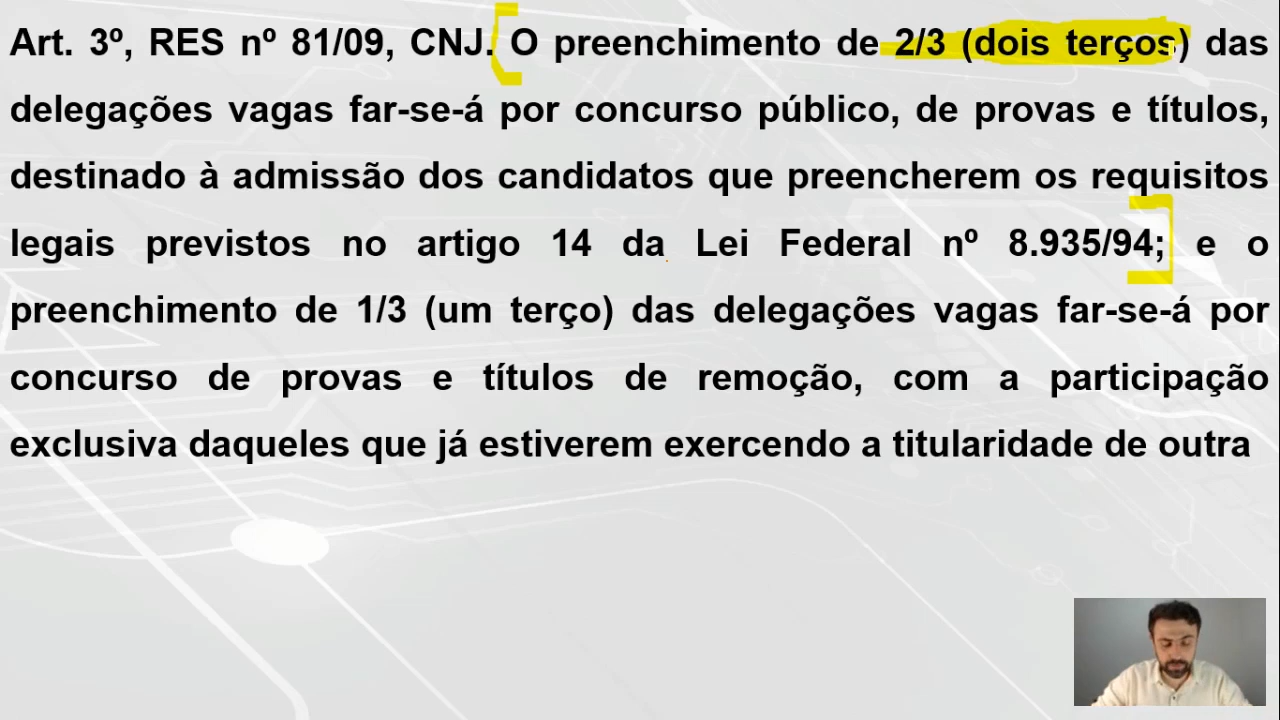 Art. 3º, RES nº 81/09, CNJ. O preenchimento de 2/3 (dois terços) das
delegações vagas far-se-á por concurso público, de provas e títulos,
destinado à admissão dos candidatos que preencherem os requisitos
legais previstos no artigo 14 da Lei Federal nº 8.935/94; e o
preenchimento de 1/3 (um terço) das delegações vagas far-se-á por
concurso de provas e títulos de remoção, com a participação
exclusiva daqueles que já estiverem exercendo a titularidade de outra